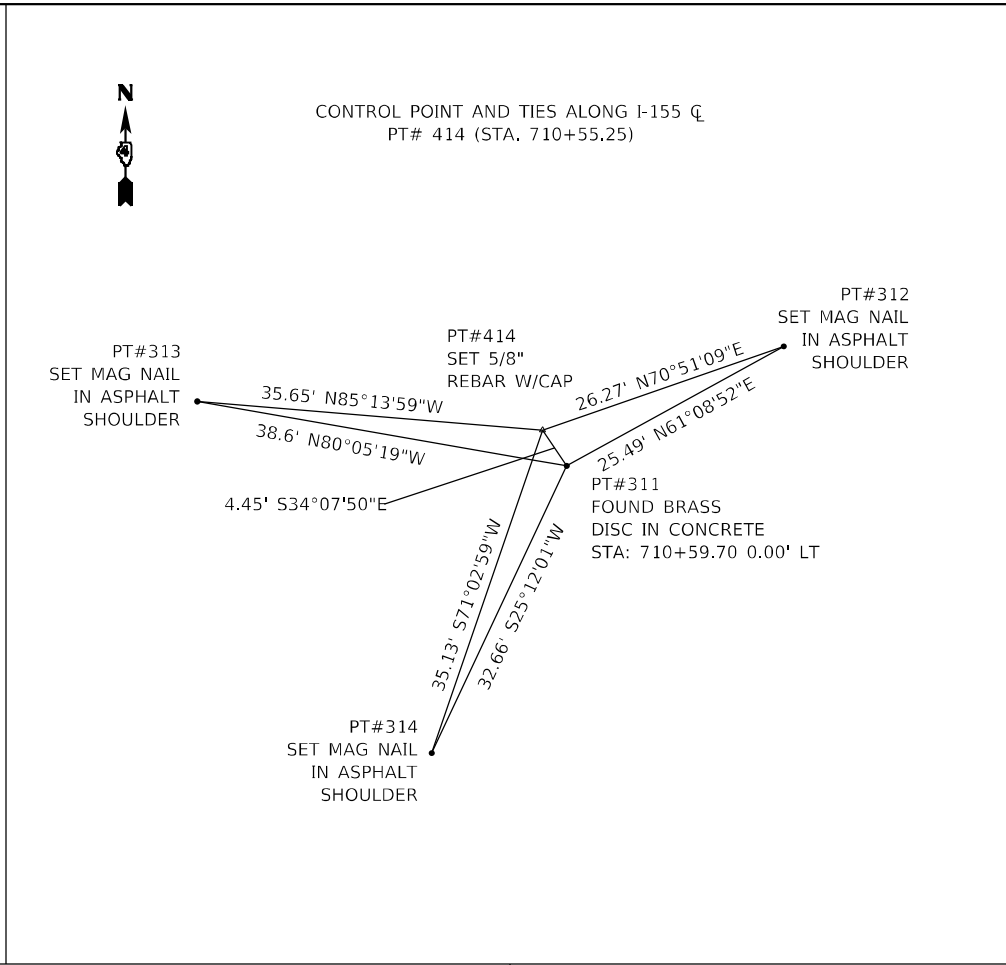 N
4
CONTROL POINT AND TIES ALONG I-155 ℄
PT# 414 (STA. 710+55.25)
PT#312
SET MAG NAIL
IN ASPHALT
SHOULDER
PT#414
SET 5/8"
REBAR W/CAP
PT#313
SET MAG NAIL
IN ASPHALT
SHOULDER
35.65' N85°13'59"W
38.6' N80°05'19"W
26.27' N70°51'09"E
25.49' N61°08'52"E
4.45' S34°07'50"E
PT#311
FOUND BRASS
DISC IN CONCRETE
STA: 710+59.70 0.00' LT
35.13' S71°02'59"W
32.66' S25°12'01"W
PT#314
SET MAG NAIL
IN ASPHALT
SHOULDER